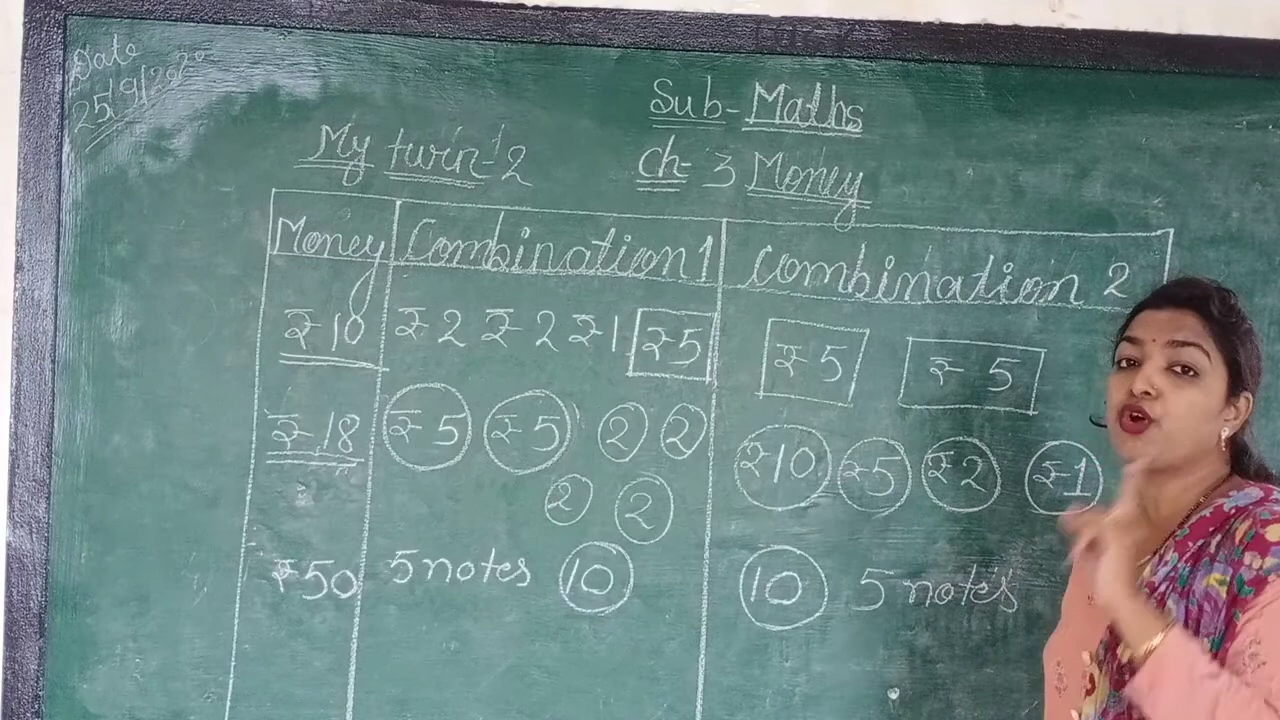 Date
25/9/2020
Sub-Maths
My twin-2
Ch-3 Money
Money Combination 1 Combination 2
₹10 ₹2 ₹2 ₹1 ₹5 ₹5 ₹5
₹18 ₹5 ₹5 2 2 ₹10 ₹5 ₹2 ₹1
2 2
₹50 5 notes 10 10 5 notes